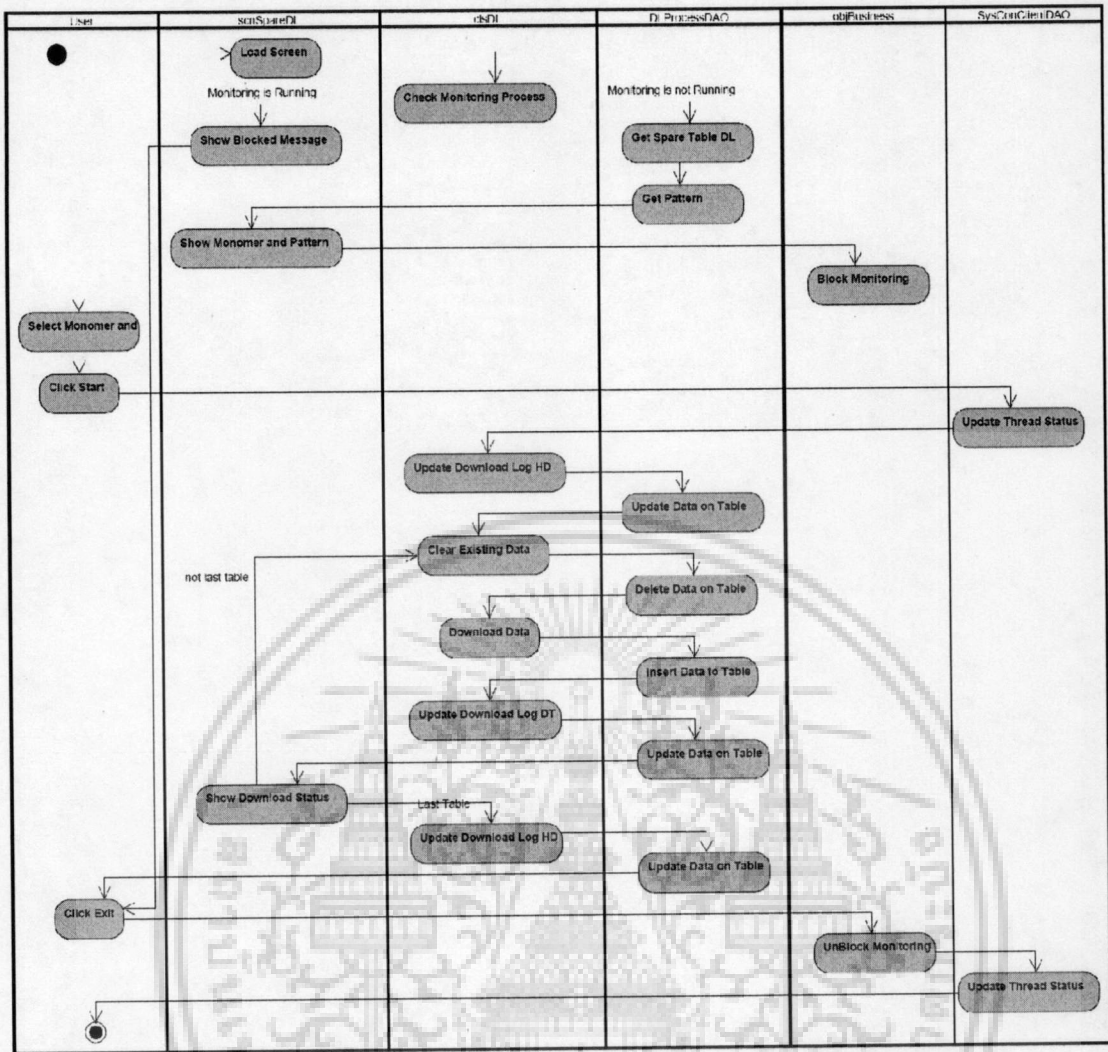 User scnSpareDL clsDL DLProcessDAO objBusiness SysConClientDAO
Load Screen
Monitoring is Running
Check Monitoring Process
Monitoring is not Running
Show Blocked Message
Get Spare Table DL
Get Pattern
Show Monomer and Pattern
Block Monitoring
Select Monomer and
Click Start
Update Thread Status
Update Download Log HD
Update Data on Table
Clear Existing Data
not last table
Delete Data on Table
Download Data
Insert Data to Table
Update Download Log DT
Update Data on Table
Show Download Status
Last Table
Update Download Log HD
Update Data on Table
Click Exit
UnBlock Monitoring
Update Thread Status